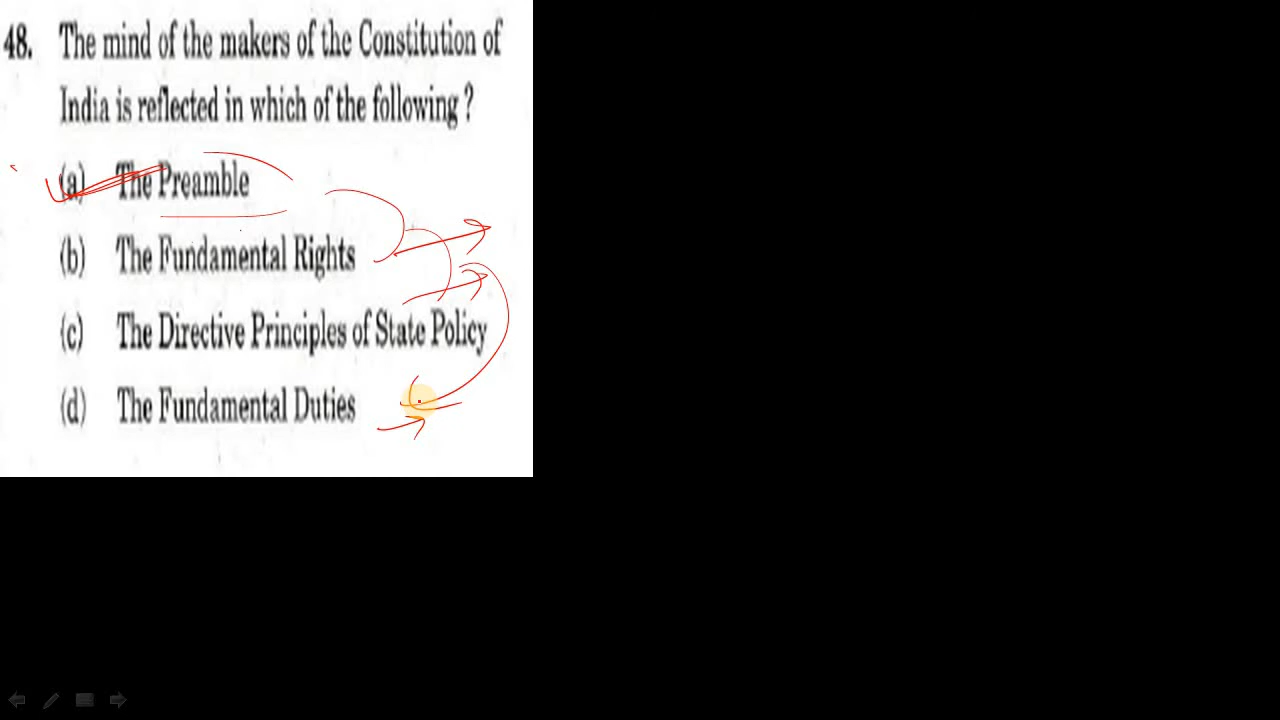 48. The mind of the makers of the Constitution of
India is reflected in which of the following ?
(a) The Preamble
(b) The Fundamental Rights
(c) The Directive Principles of State Policy
(d) The Fundamental Duties